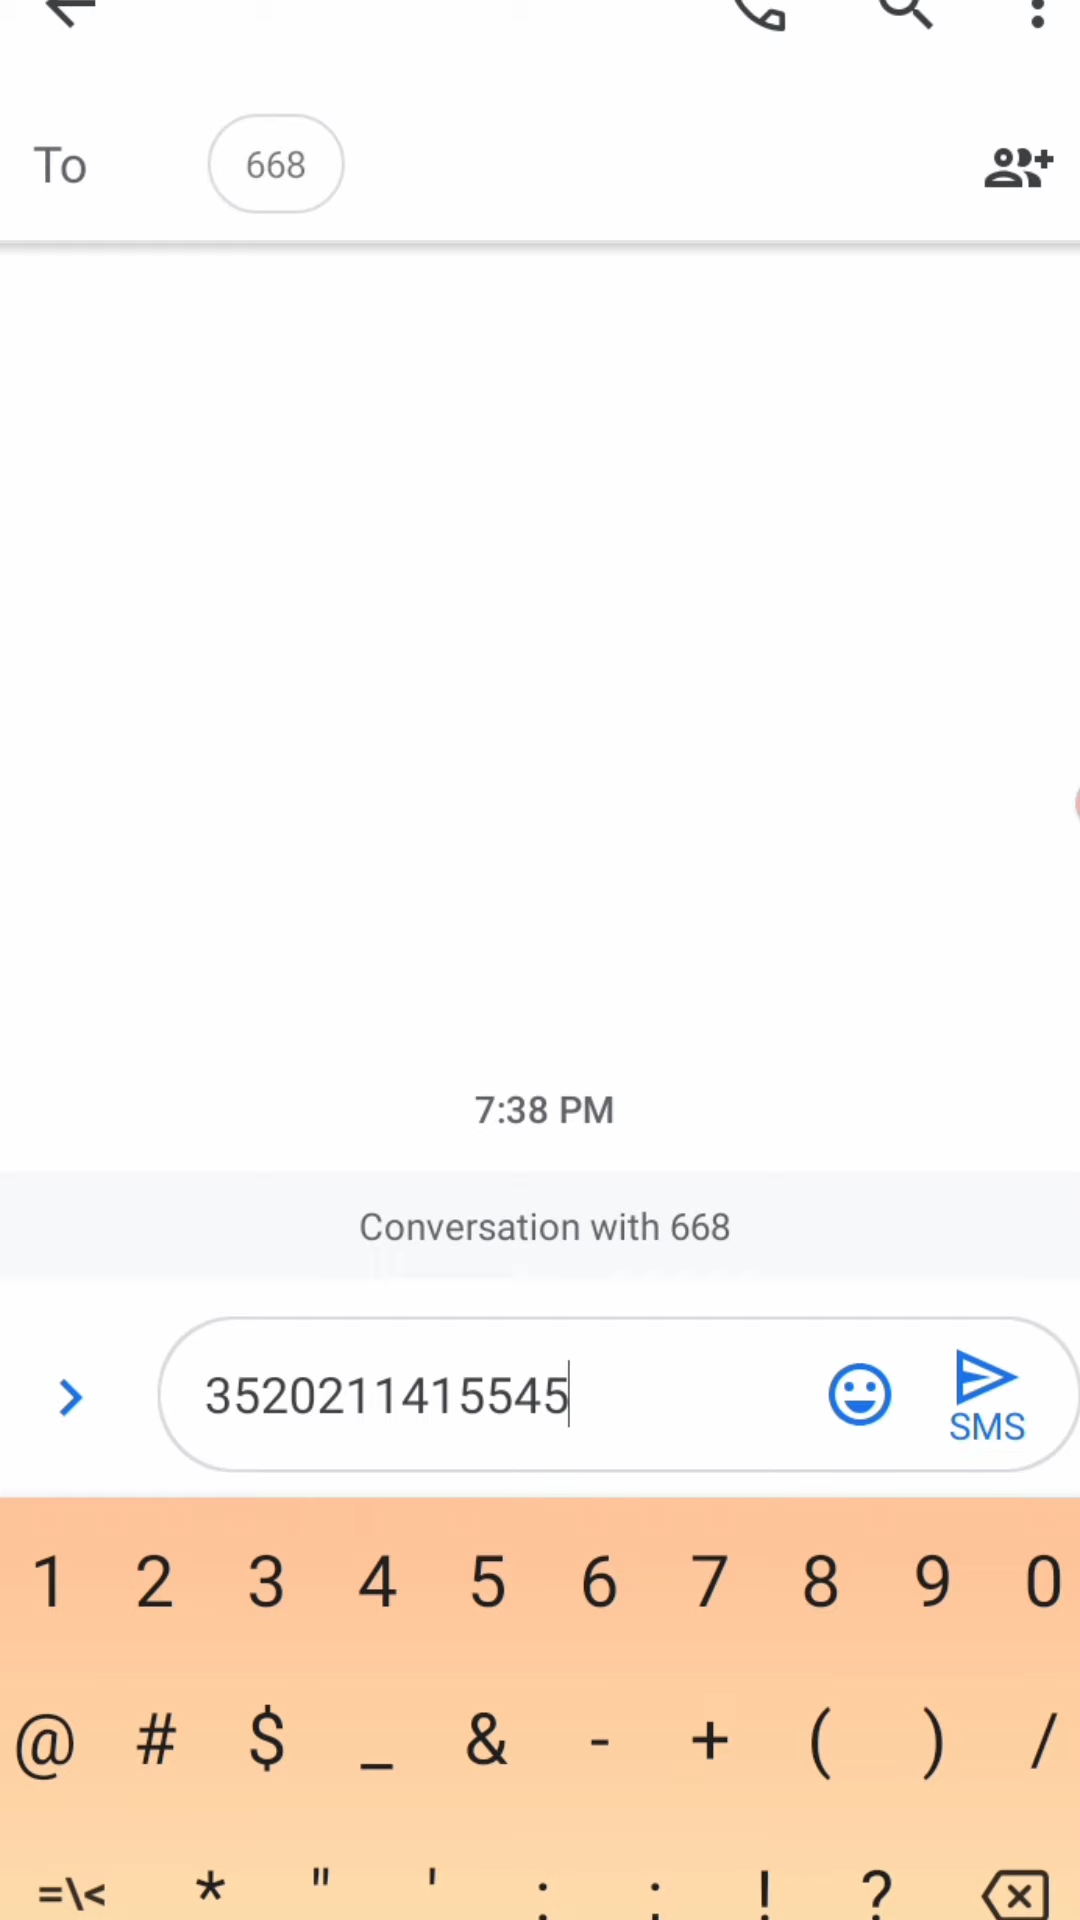 To 668
7:38 PM
Conversation with 668
3520211415545
SMS
1 2 3 4 5 6 7 8 9 0
@ # $ _ & - + ( ) /
=\< * " ' : ; ! ?